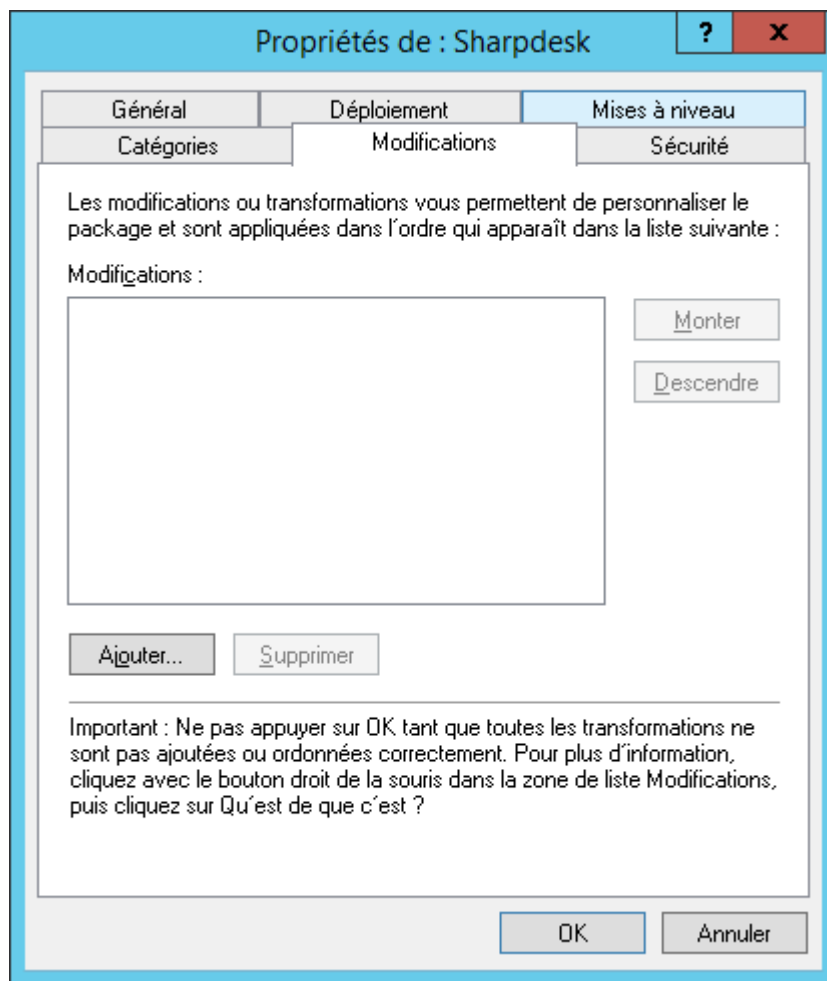 Propriétés de : Sharpdesk
?
x
Général
Déploiement
Mises à niveau
Catégories
Modifications
Sécurité
Les modifications ou transformations vous permettent de personnaliser le
package et sont appliquées dans l´ordre qui apparaît dans la liste suivante :
Modifications :
Monter
Descendre
Ajouter...
Supprimer
Important : Ne pas appuyer sur OK tant que toutes les transformations ne
sont pas ajoutées ou ordonnées correctement. Pour plus d´information,
cliquez avec le bouton droit de la souris dans la zone de liste Modifications,
puis cliquez sur Qu´est de que c´est ?
OK
Annuler